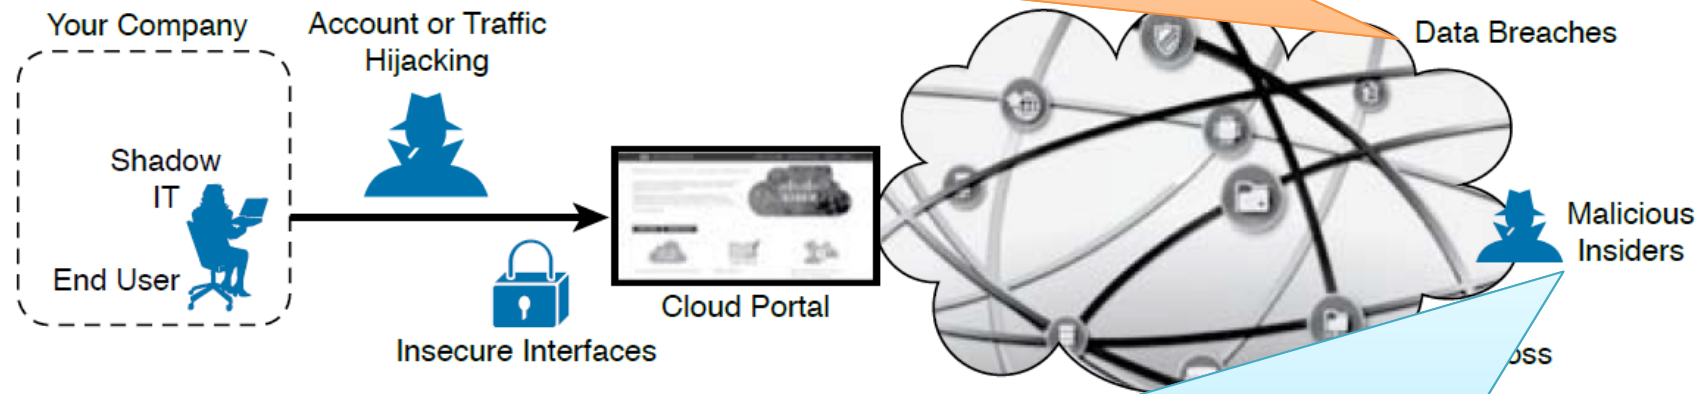 Your Company
Account or Traffic
Hijacking
Data Breaches
Shadow
IT
End User
Malicious
Insiders
Cloud Portal
Insecure Interfaces